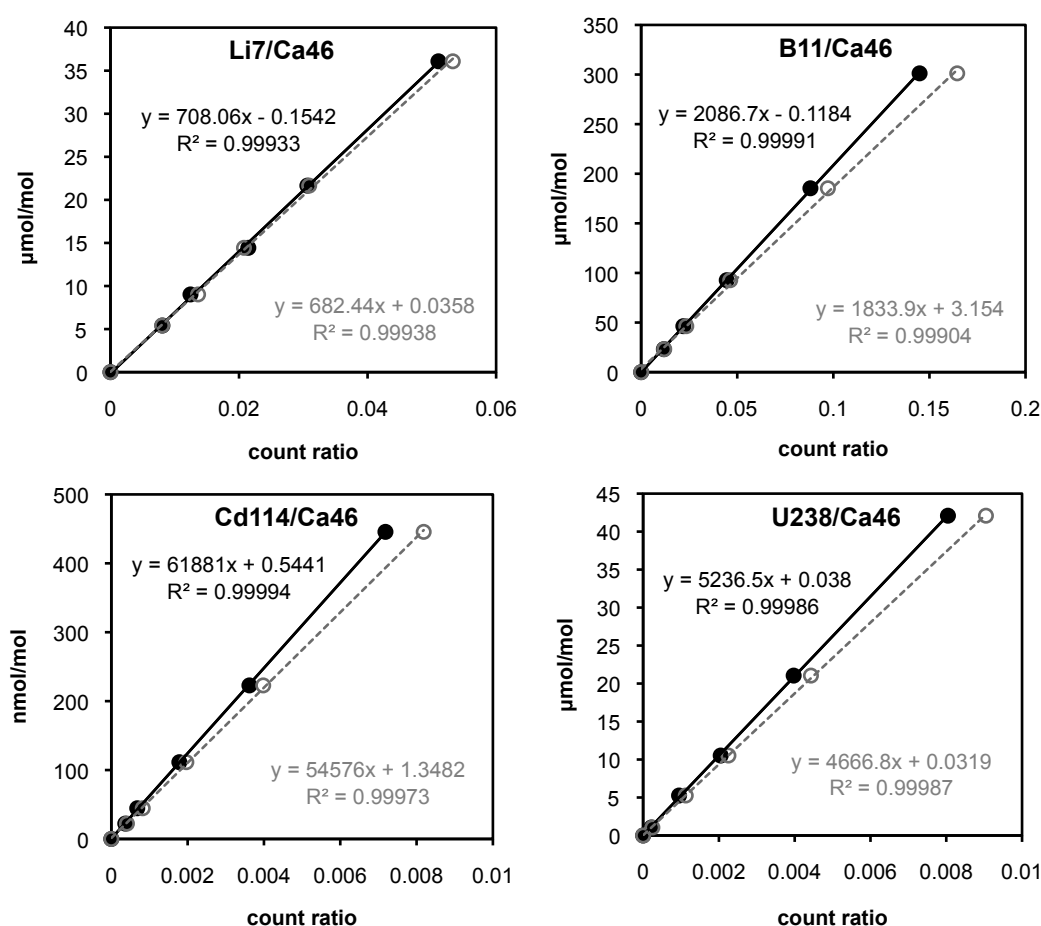 Li7/Ca46
y = 708.06x - 0.1542
R² = 0.99933
y = 682.44x + 0.0358
R² = 0.99938
40
35
30
25
20
15
10
5
0
µmol/mol
0 0.02 0.04 0.06
count ratio
B11/Ca46
y = 2086.7x - 0.1184
R² = 0.99991
y = 1833.9x + 3.154
R² = 0.99904
350
300
250
200
150
100
50
0
µmol/mol
0 0.05 0.1 0.15 0.2
count ratio
Cd114/Ca46
y = 61881x + 0.5441
R² = 0.99994
y = 54576x + 1.3482
R² = 0.99973
500
400
300
200
100
0
nmol/mol
0 0.002 0.004 0.006 0.008 0.01
count ratio
U238/Ca46
y = 5236.5x + 0.038
R² = 0.99986
y = 4666.8x + 0.0319
R² = 0.99987
45
40
35
30
25
20
15
10
5
0
µmol/mol
0 0.002 0.004 0.006 0.008 0.01
count ratio